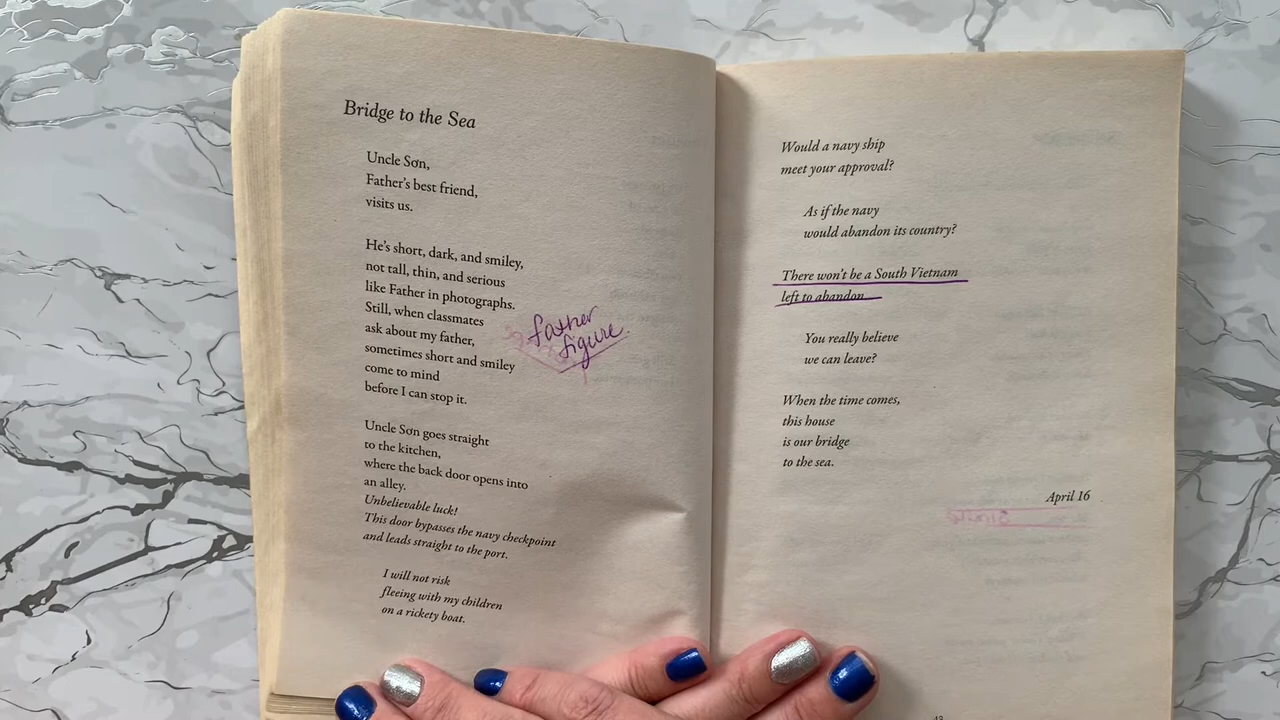 Bridge to the Sea
Uncle Sơn,
Father's best friend,
visits us.
He's short, dark, and smiley,
not tall, thin, and serious
like Father in photographs.
Still, when classmates
ask about my father,
sometimes short and smiley
come to mind
before I can stop it.
father
figure
Uncle Sơn goes straight
to the kitchen,
where the back door opens into
an alley.
Unbelievable luck!
This door bypasses the navy checkpoint
and leads straight to the port.
I will not risk
fleeing with my children
on a rickety boat.
Would a navy ship
meet your approval?
As if the navy
would abandon its country?
There won't be a South Vietnam
left to abandon.
You really believe
we can leave?
When the time comes,
this house
is our bridge
to the sea.
April 16